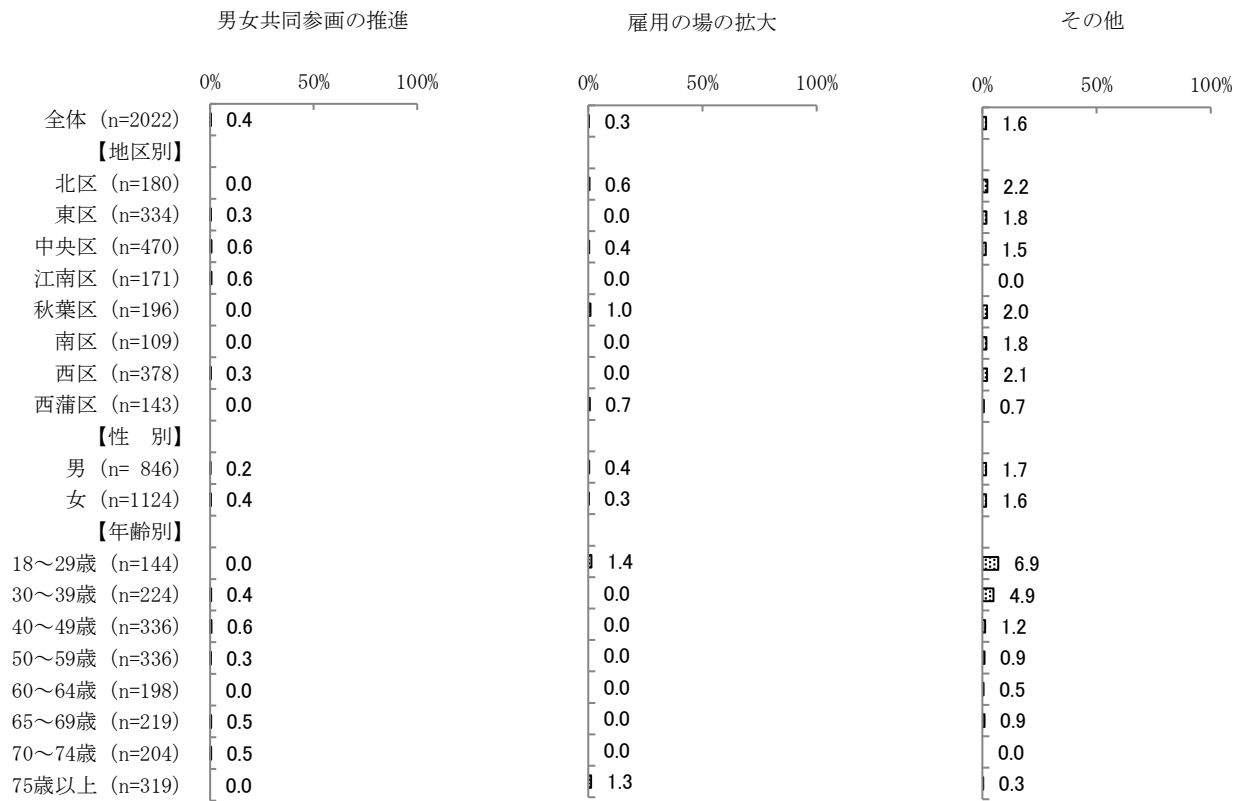 男女共同参画の推進 雇用の場の拡大 その他
0% 50% 100% 0% 50% 100% 0% 50% 100%
全体 (n=2022) 0.4 0.3 1.6
【地区別】
北区 (n=180) 0.0 0.6 2.2
東区 (n=334) 0.3 0.0 1.8
中央区 (n=470) 0.6 0.4 1.5
江南区 (n=171) 0.6 0.0 0.0
秋葉区 (n=196) 0.0 1.0 2.0
南区 (n=109) 0.0 0.0 1.8
西区 (n=378) 0.3 0.0 2.1
西蒲区 (n=143) 0.0 0.7 0.7
【性　別】
男 (n= 846) 0.2 0.4 1.7
女 (n=1124) 0.4 0.3 1.6
【年齢別】
18～29歳 (n=144) 0.0 1.4 6.9
30～39歳 (n=224) 0.4 0.0 4.9
40～49歳 (n=336) 0.6 0.0 1.2
50～59歳 (n=336) 0.3 0.0 0.9
60～64歳 (n=198) 0.0 0.0 0.5
65～69歳 (n=219) 0.5 0.0 0.9
70～74歳 (n=204) 0.5 0.0 0.0
75歳以上 (n=319) 0.0 1.3 0.3